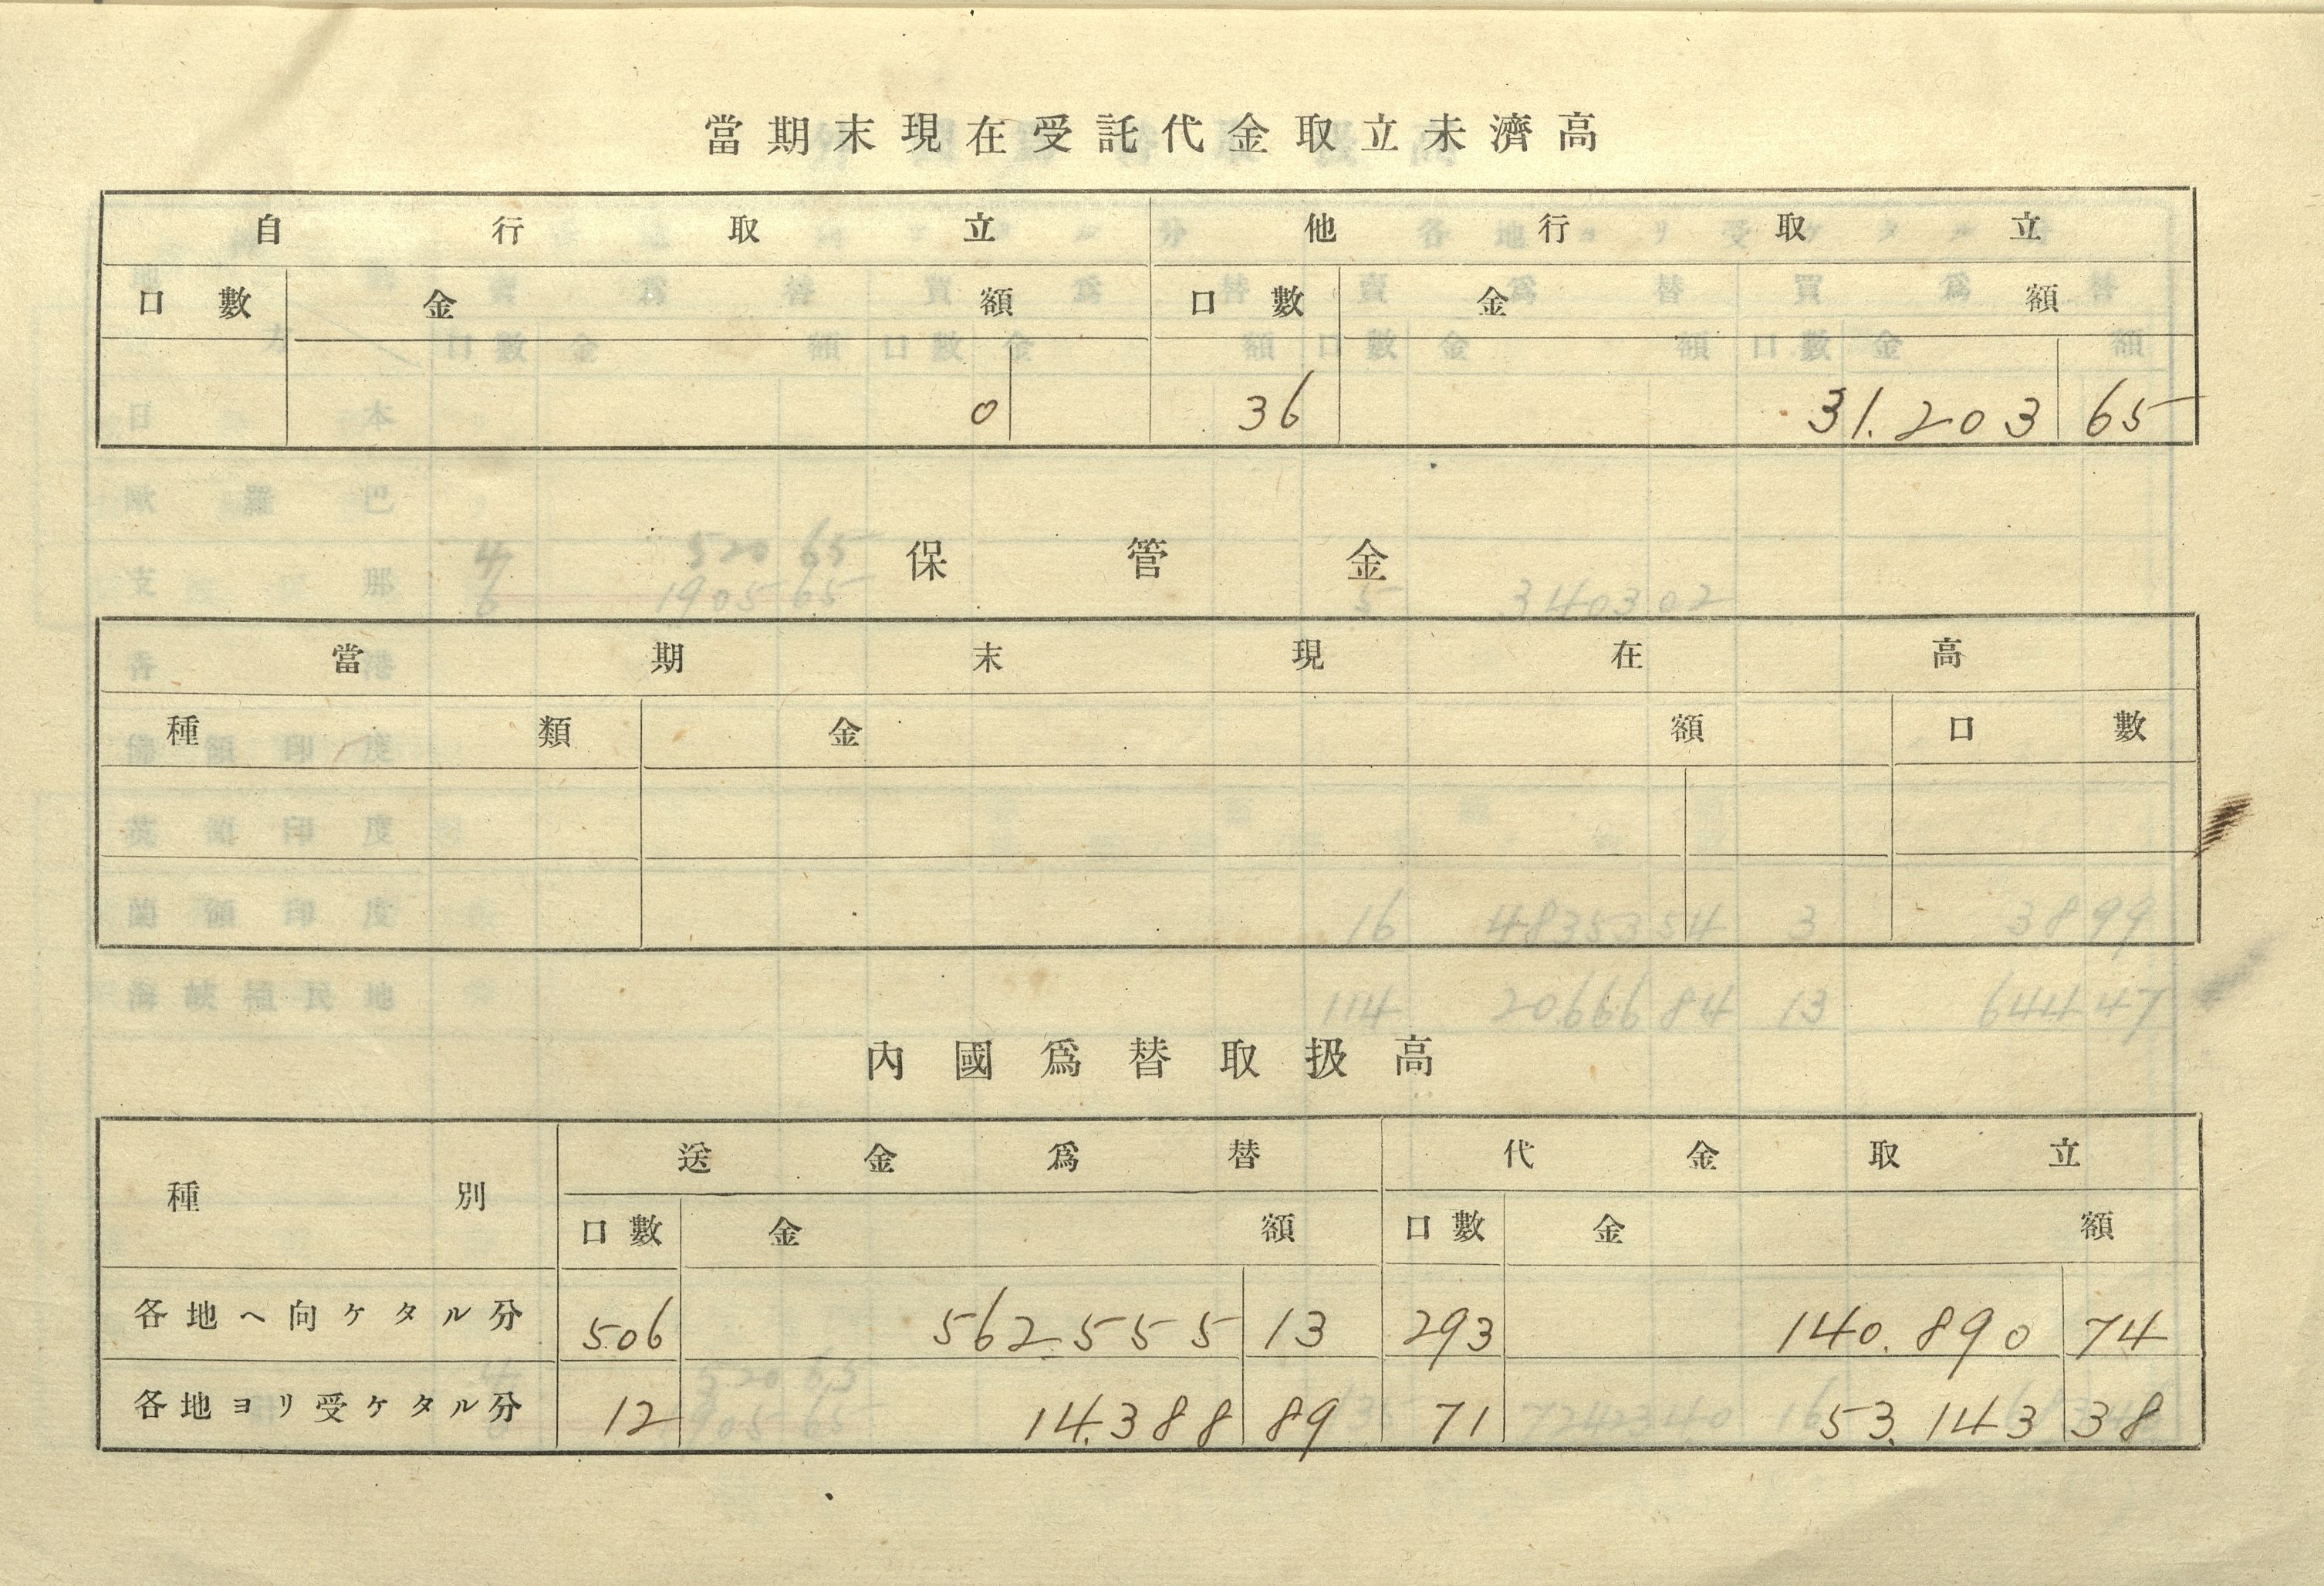 當期末現在受託代金取立未濟高
自行取立 他行取立
口數 金額 口數 金額
0 36 31.203 65
保管金
當期末現在高
種類 金額 口數
內國爲替取扱高
種別 送金爲替 代金取立
口數 金額 口數 金額
各地ヘ向ケタル分 506 562.555 13 293 140.890 74
各地ヨリ受ケタル分 12 14.388 89 71 53.143 38